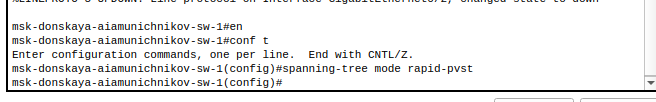 %LINEPROTO-5-UPDOWN: Line protocol on Interface GigabitEthernet0/2, changed state to down
msk-donskaya-aiamunichnikov-sw-1#en
msk-donskaya-aiamunichnikov-sw-1#conf t
Enter configuration commands, one per line.  End with CNTL/Z.
msk-donskaya-aiamunichnikov-sw-1(config)#spanning-tree mode rapid-pvst
msk-donskaya-aiamunichnikov-sw-1(config)#